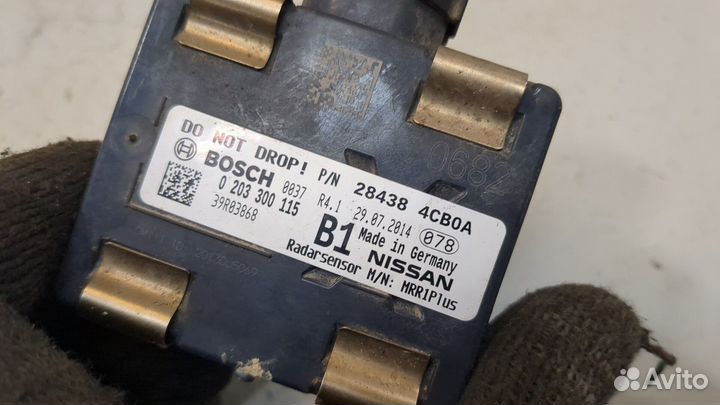 0682
DO NOT DROP! P/N 28438 4CB0A
BOSCH 0037 R4.1 29.07.2014 078
0 203 300 115 Made in Germany
39R03868 B1 NISSAN
Radarsensor M/N: MRR1Plus
Avito